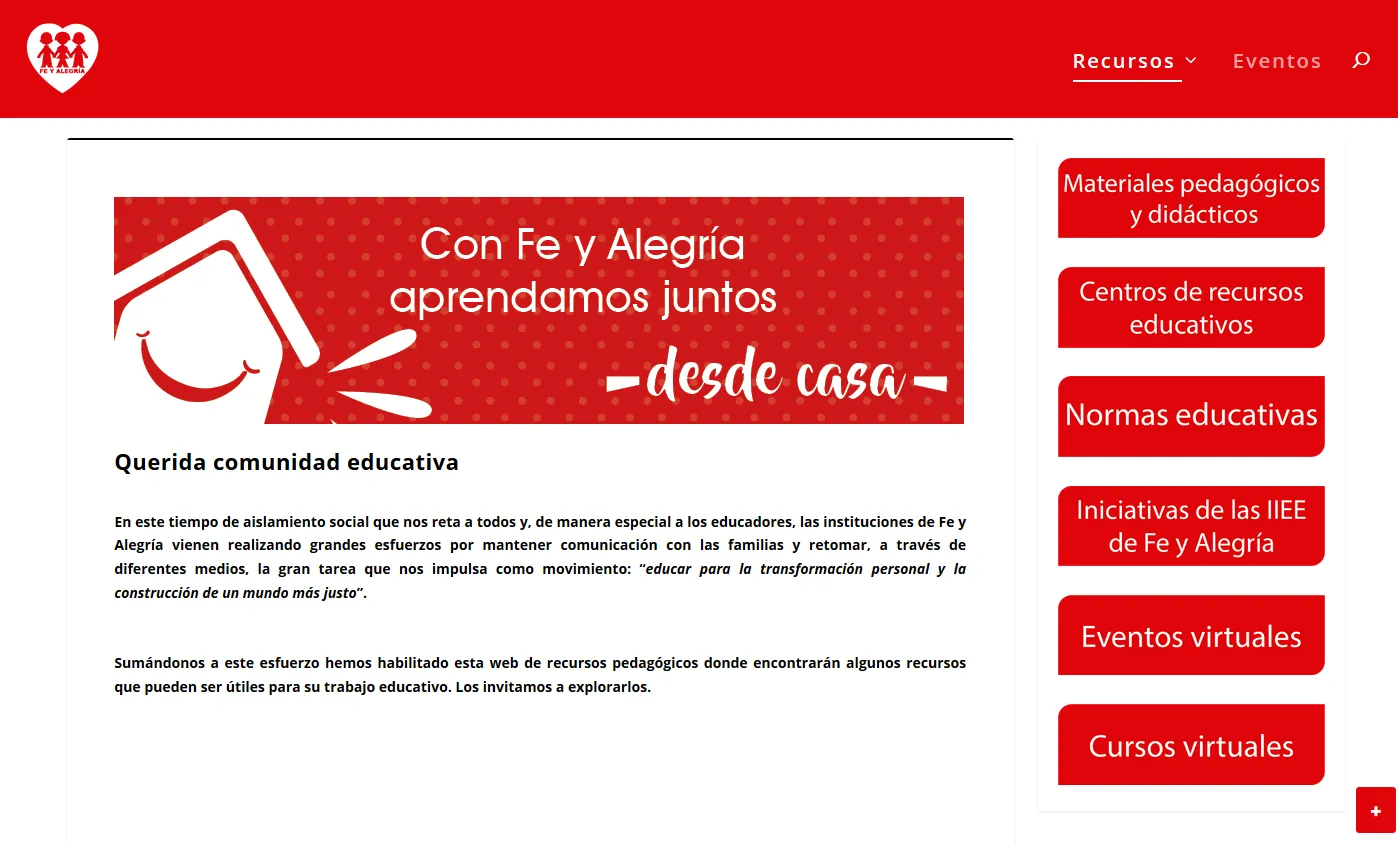 FE Y ALEGRÍA
Recursos
Eventos
Con Fe y Alegría
aprendamos juntos
-desde casa-
Querida comunidad educativa
En este tiempo de aislamiento social que nos reta a todos y, de manera especial a los educadores, las instituciones de Fe y
Alegría vienen realizando grandes esfuerzos por mantener comunicación con las familias y retomar, a través de
diferentes medios, la gran tarea que nos impulsa como movimiento: “educar para la transformación personal y la
construcción de un mundo más justo”.
Sumándonos a este esfuerzo hemos habilitado esta web de recursos pedagógicos donde encontrarán algunos recursos
que pueden ser útiles para su trabajo educativo. Los invitamos a explorarlos.
Materiales pedagógicos
y didácticos
Centros de recursos
educativos
Normas educativas
Iniciativas de las IIEE
de Fe y Alegría
Eventos virtuales
Cursos virtuales
+